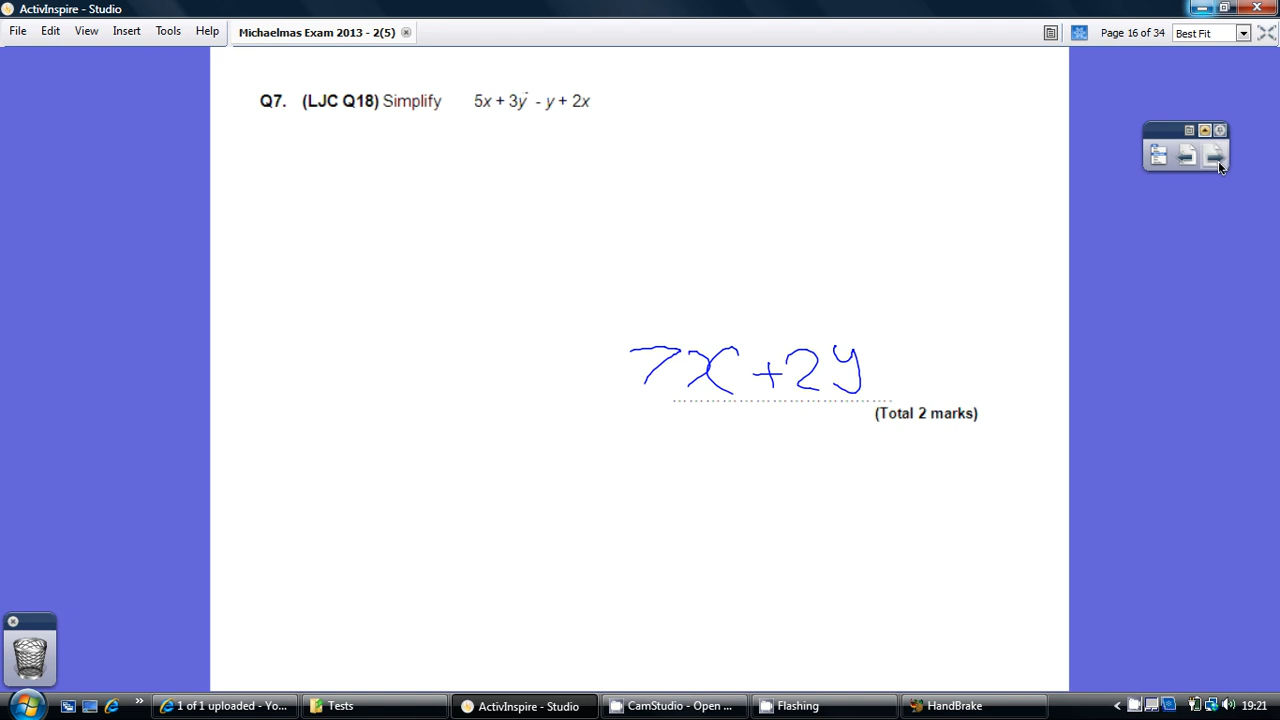 ActivInspire - Studio
File Edit View Insert Tools Help Michaelmas Exam 2013 - 2(5) Page 16 of 34 Best Fit
Q7. (LJC Q18) Simplify 5x + 3y - y + 2x
7x + 2y
(Total 2 marks)
1 of 1 uploaded - Yo... Tests ActivInspire - Studio CamStudio - Open ... Flashing HandBrake 19:21